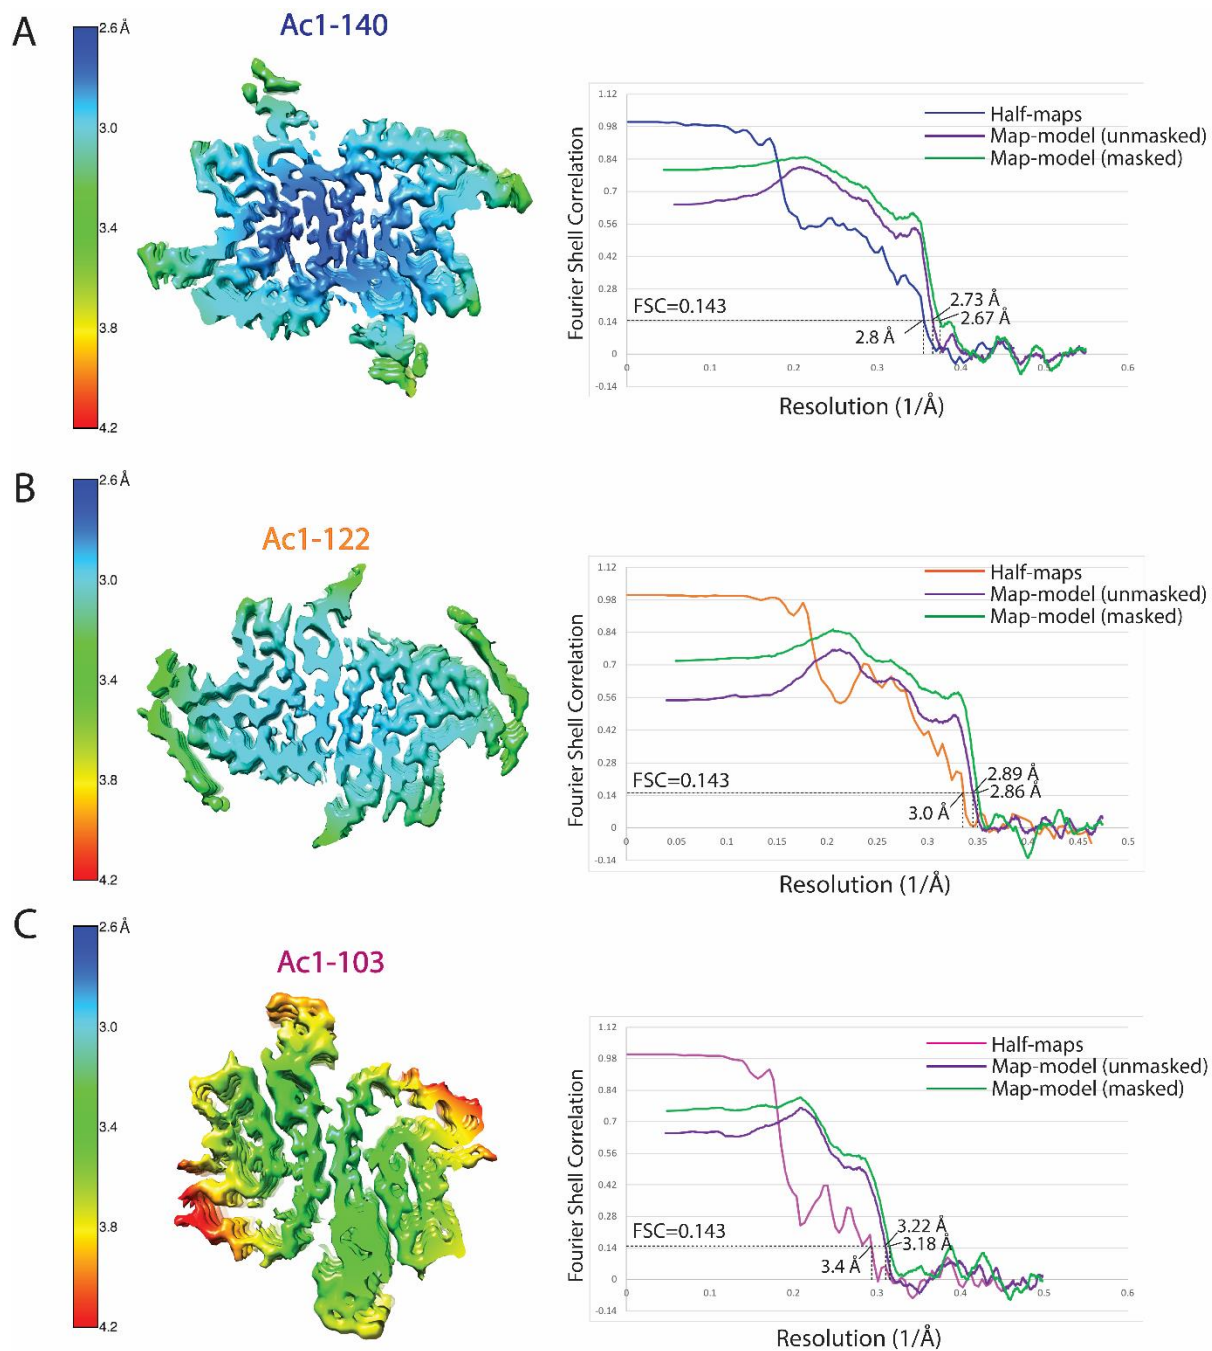 A
Ac1-140
2.6 Å
3.0
3.4
3.8
4.2
Fourier Shell Correlation
1.12
0.98
0.84
0.7
0.56
0.42
0.28
0.14
0
-0.14
Half-maps
Map-model (unmasked)
Map-model (masked)
FSC=0.143
2.73 Å
2.67 Å
2.8 Å
0 0.1 0.2 0.3 0.4 0.5 0.6
Resolution (1/Å)
B
Ac1-122
2.6 Å
3.0
3.4
3.8
4.2
Fourier Shell Correlation
1.12
0.98
0.84
0.7
0.56
0.42
0.28
0.14
0
-0.14
Half-maps
Map-model (unmasked)
Map-model (masked)
FSC=0.143
2.89 Å
2.86 Å
3.0 Å
0 0.05 0.1 0.15 0.2 0.25 0.3 0.35 0.4 0.45 0.5
Resolution (1/Å)
C
Ac1-103
2.6 Å
3.0
3.4
3.8
4.2
Fourier Shell Correlation
1.12
0.98
0.84
0.7
0.56
0.42
0.28
0.14
0
-0.14
Half-maps
Map-model (unmasked)
Map-model (masked)
FSC=0.143
3.22 Å
3.18 Å
3.4 Å
0 0.1 0.2 0.3 0.4 0.5 0.6
Resolution (1/Å)